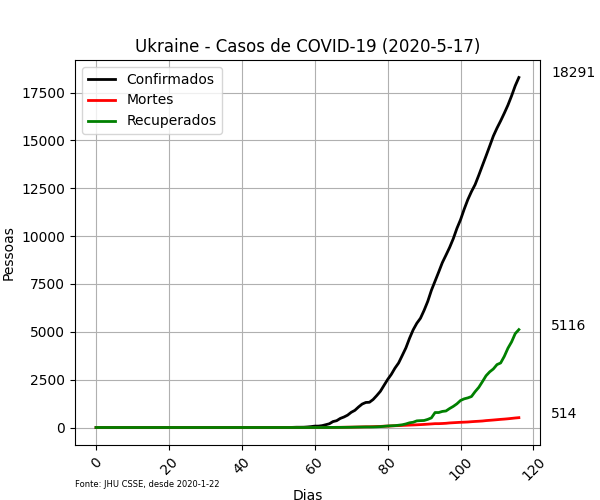 Ukraine - Casos de COVID-19 (2020-5-17)
Confirmados
Mortes
Recuperados
18291
5116
514
Pessoas
17500
15000
12500
10000
7500
5000
2500
0
0 20 40 60 80 100 120
Fonte: JHU CSSE, desde 2020-1-22
Dias